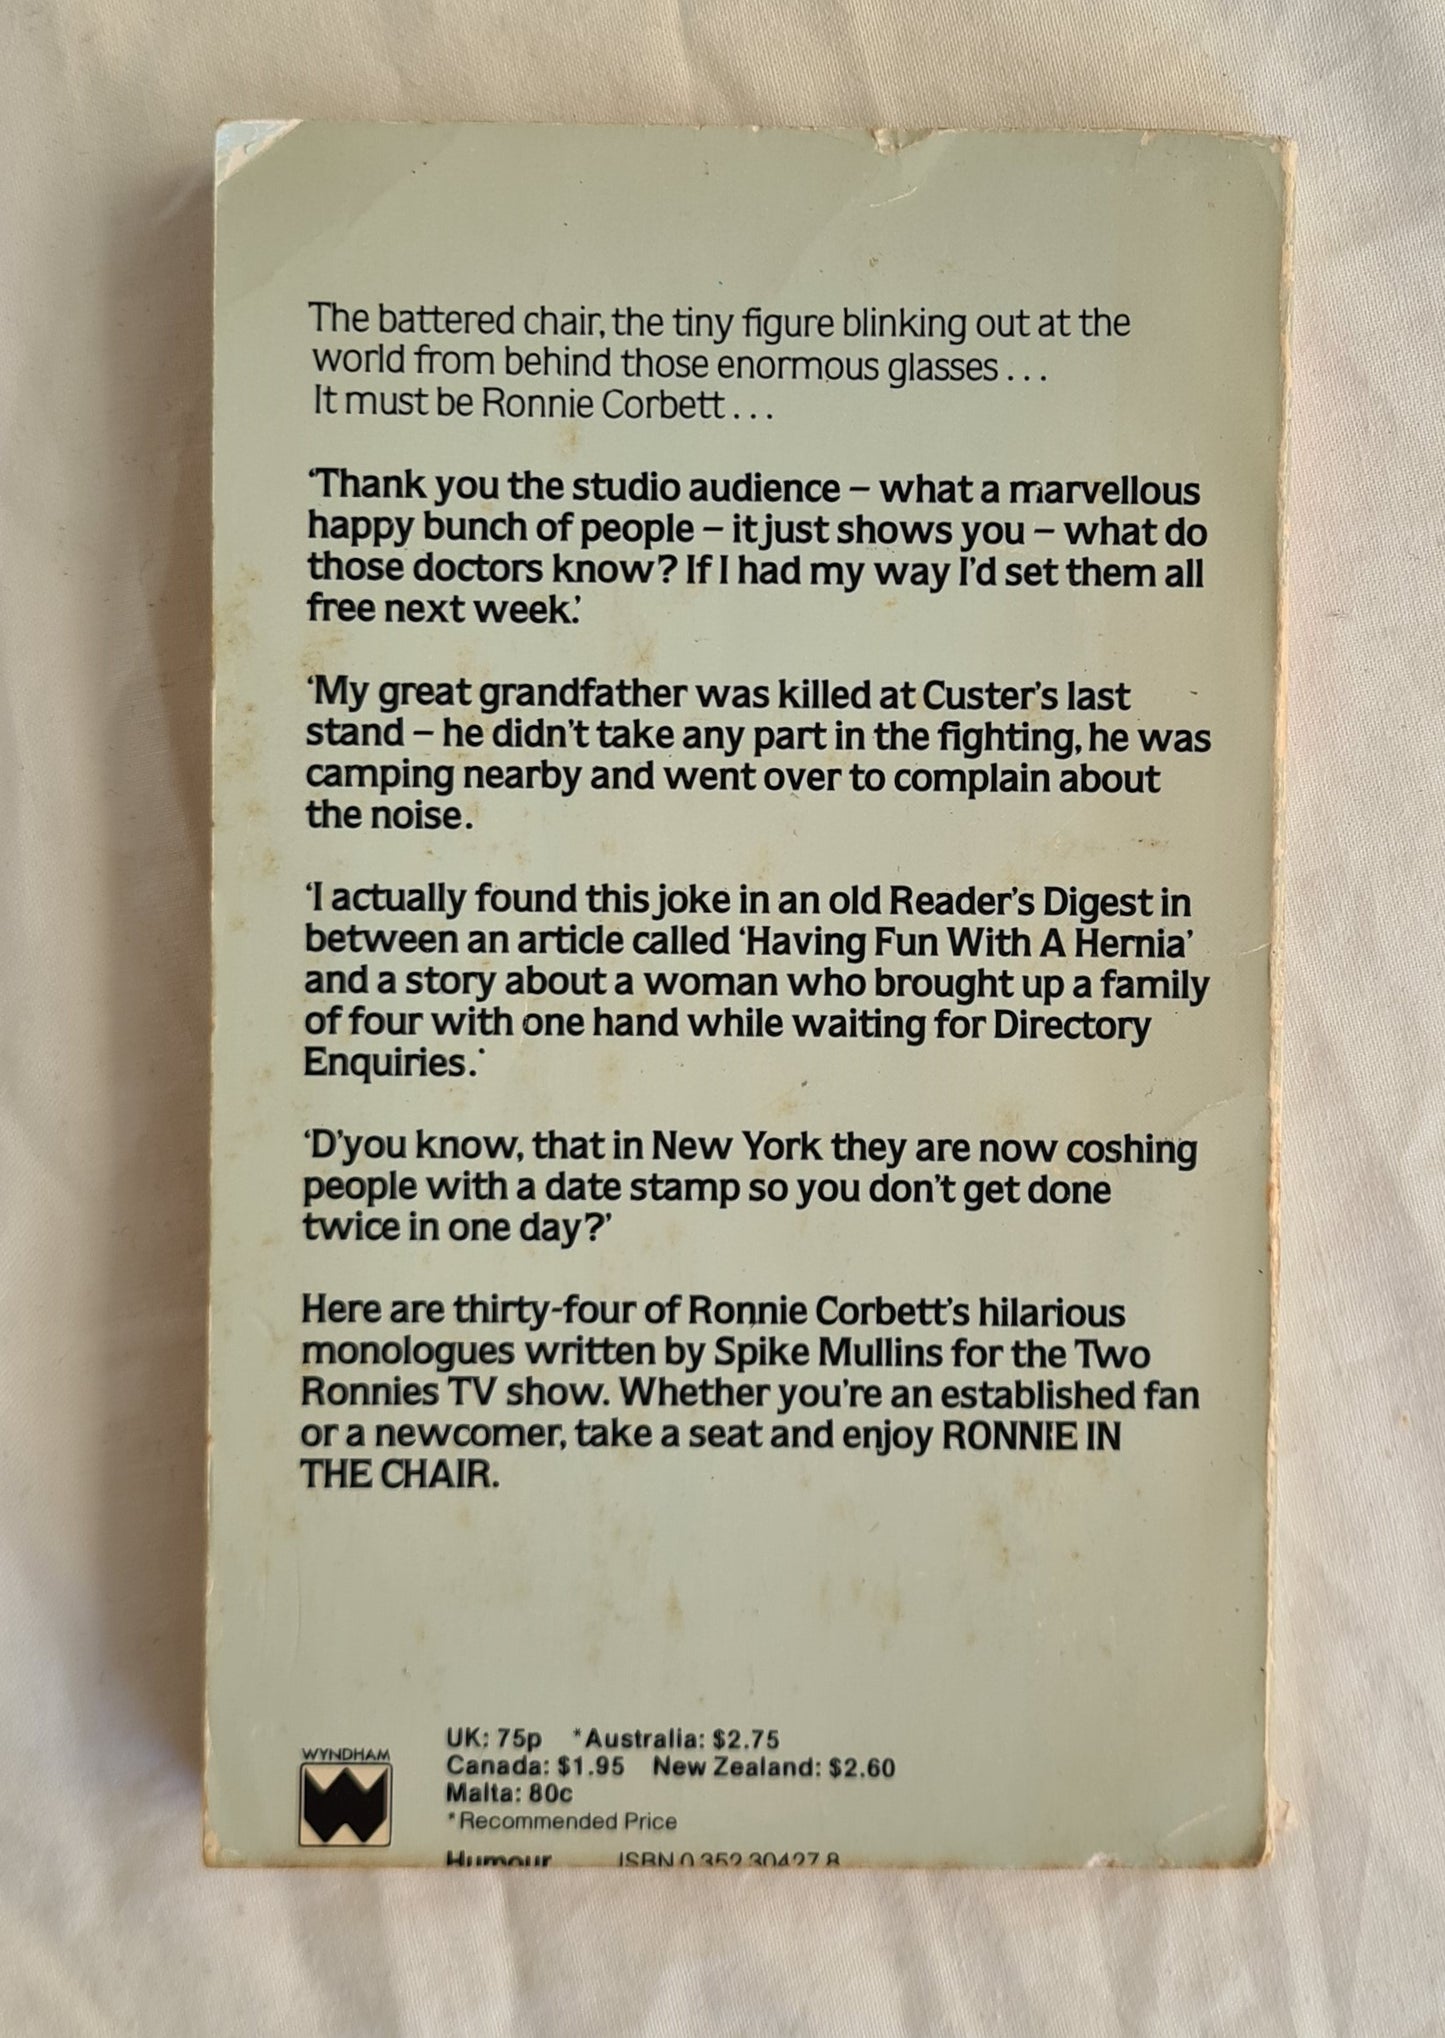 The battered chair, the tiny figure blinking out at the
world from behind those enormous glasses . . .
It must be Ronnie Corbett . . .
‘Thank you the studio audience – what a marvellous
happy bunch of people – it just shows you – what do
those doctors know? If I had my way I’d set them all
free next week.’
‘My great grandfather was killed at Custer’s last
stand – he didn’t take any part in the fighting, he was
camping nearby and went over to complain about
the noise.
‘I actually found this joke in an old Reader’s Digest in
between an article called ‘Having Fun With A Hernia’
and a story about a woman who brought up a family
of four with one hand while waiting for Directory
Enquiries.’
‘D’you know, that in New York they are now coshing
people with a date stamp so you don’t get done
twice in one day?’
Here are thirty-four of Ronnie Corbett’s hilarious
monologues written by Spike Mullins for the Two
Ronnies TV show. Whether you’re an established fan
or a newcomer, take a seat and enjoy RONNIE IN
THE CHAIR.
WYNDHAM
UK: 75p *Australia: $2.75
Canada: $1.95 New Zealand: $2.60
Malta: 80c
*Recommended Price
Humour ISBN 0 352 30427 8